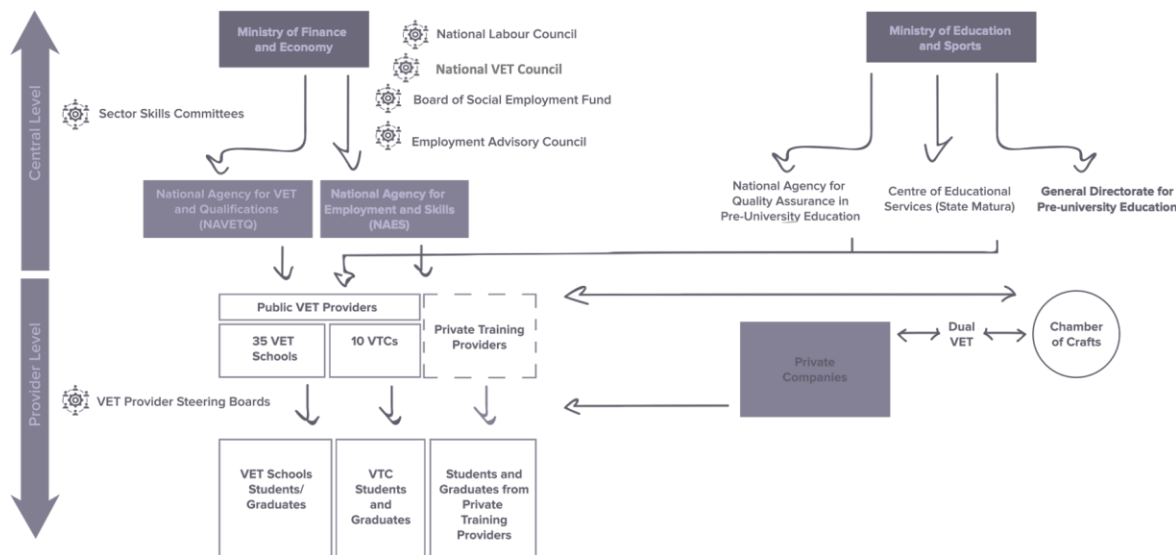 Central Level
Provider Level
Ministry of Finance
and Economy
National Labour Council
National VET Council
Board of Social Employment Fund
Employment Advisory Council
Ministry of Education
and Sports
Sector Skills Committees
National Agency for VET
and Qualifications
(NAVETQ)
National Agency for
Employment and Skills
(NAES)
National Agency for
Quality Assurance in
Pre-University Education
Centre of Educational
Services (State Matura)
General Directorate for
Pre-university Education
Public VET Providers
35 VET
Schools
10 VTCs
Private Training
Providers
Private
Companies
Dual
VET
Chamber
of Crafts
VET Provider Steering Boards
VET Schools
Students/
Graduates
VTC
Students
and
Graduates
Students and
Graduates from
Private
Training
Providers